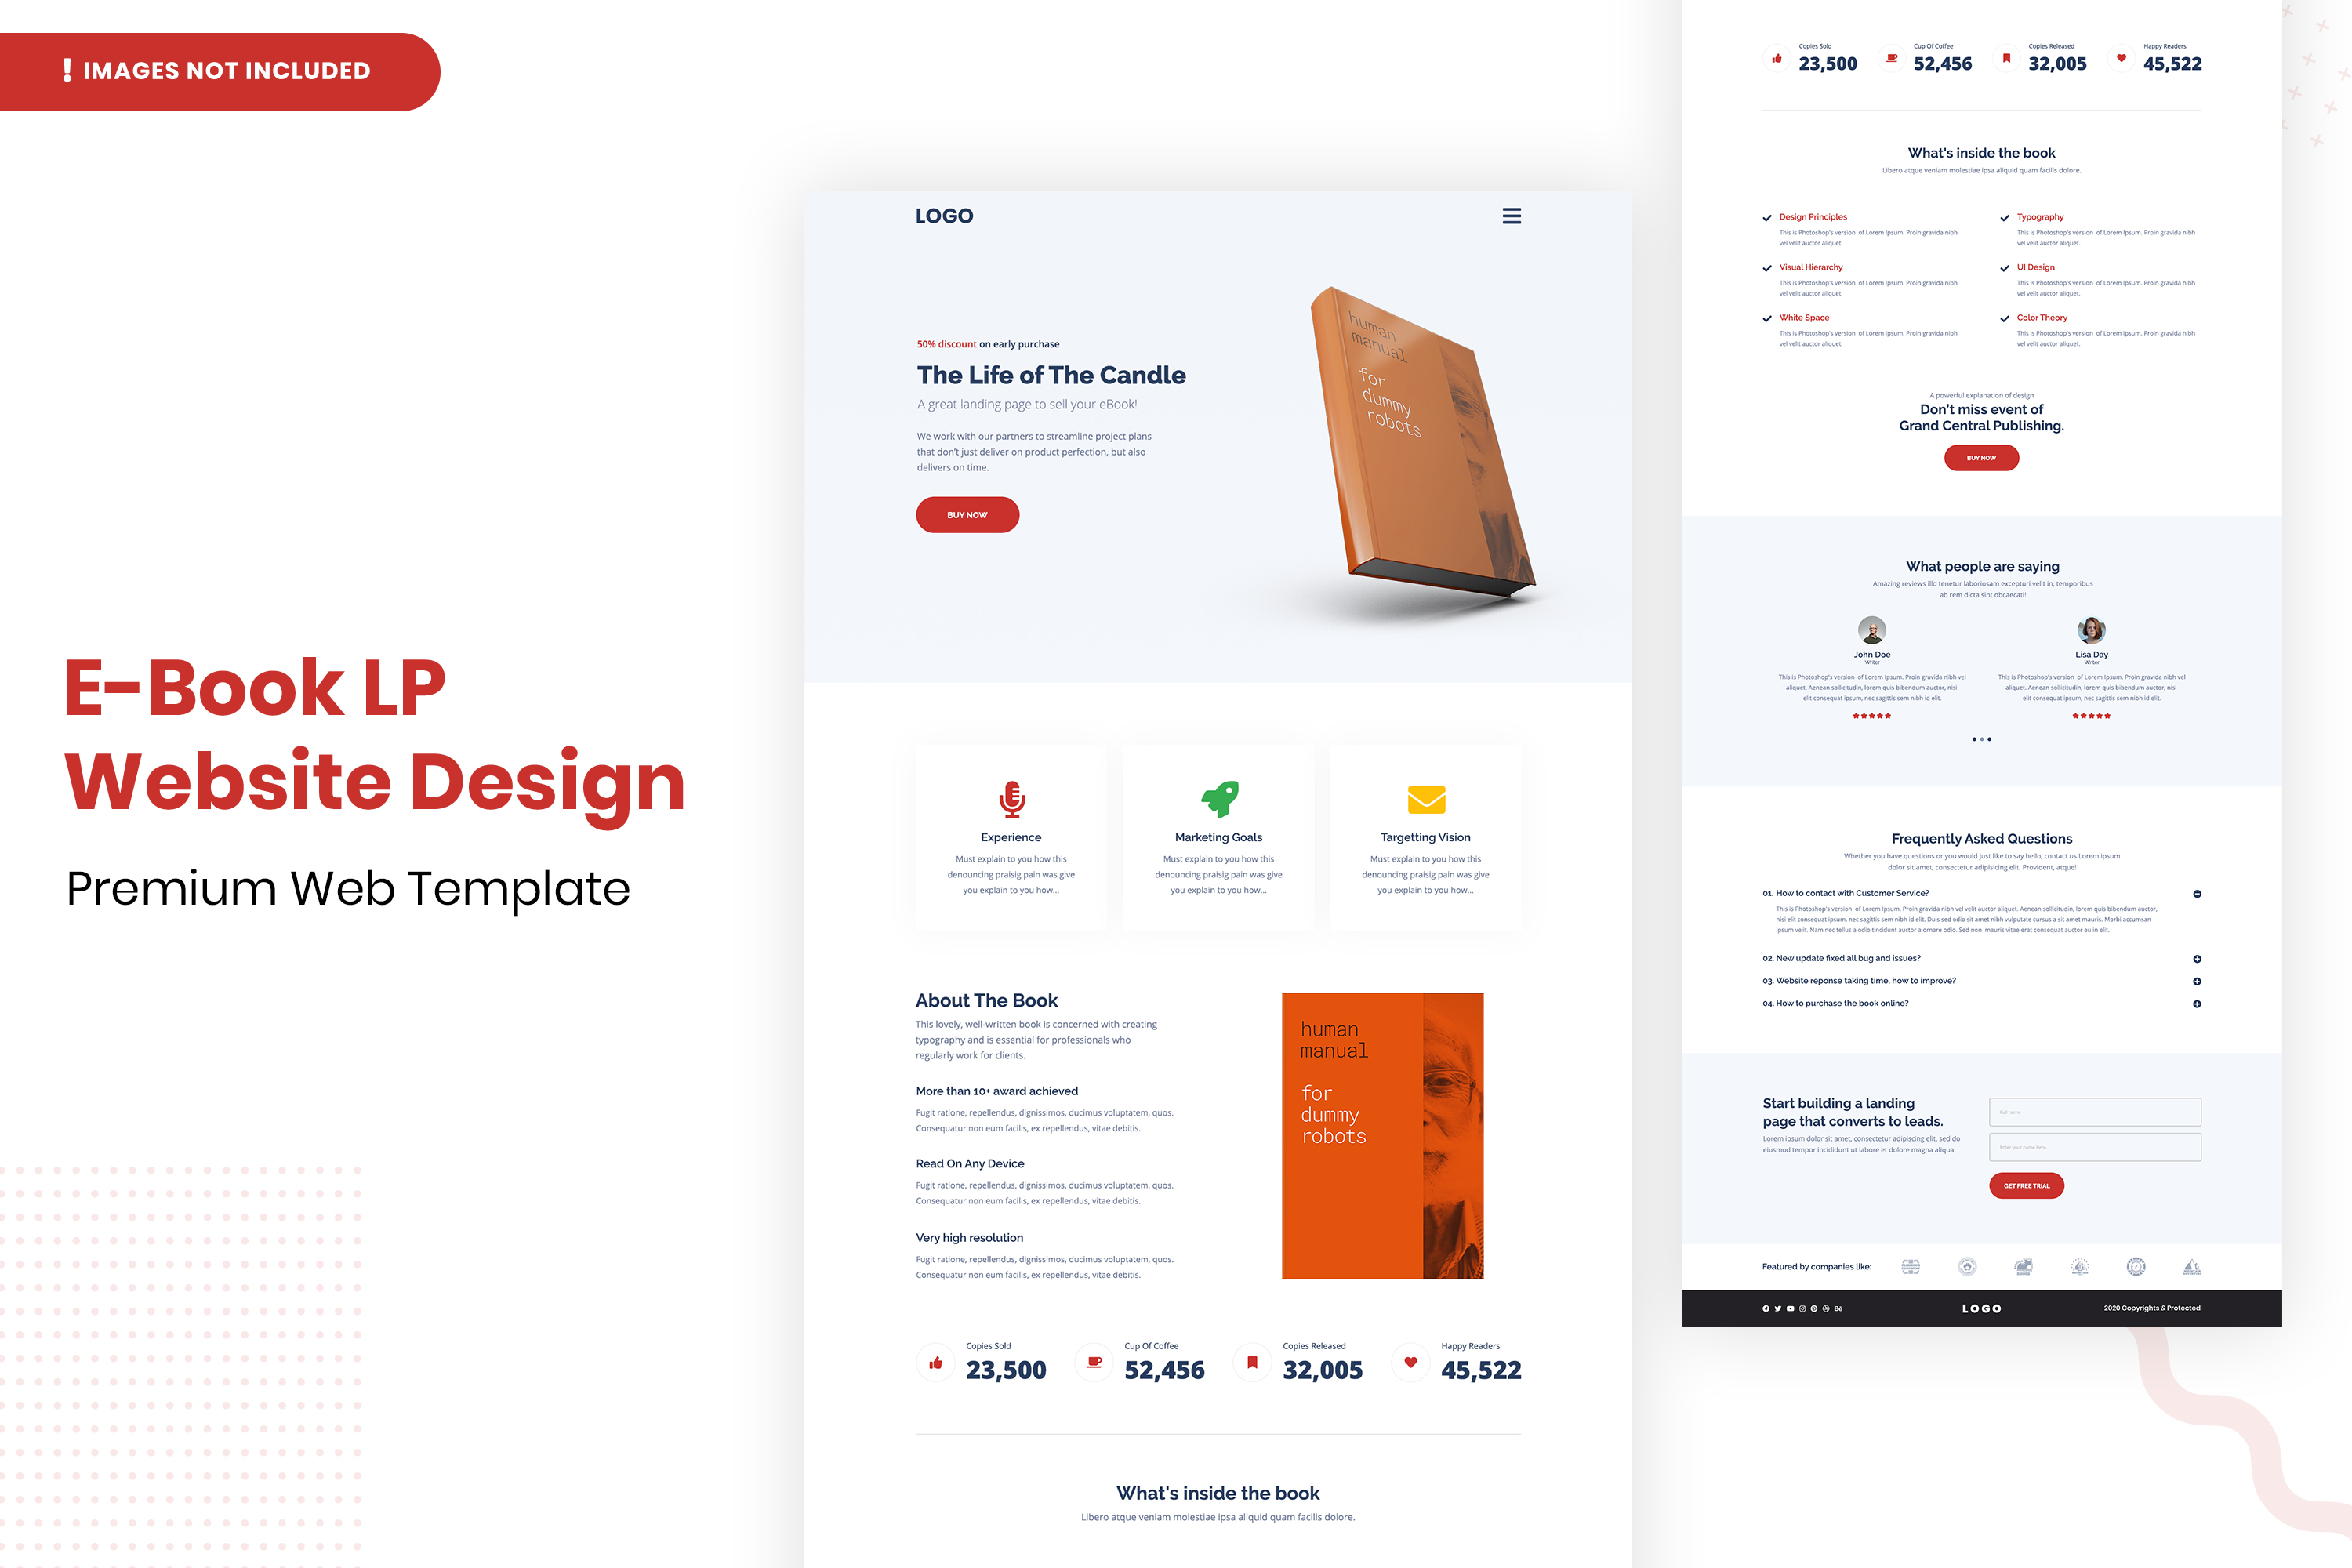 ! IMAGES NOT INCLUDED
E-Book LP
Website Design
Premium Web Template
LOGO
50% discount on early purchase
The Life of The Candle
A great landing page to sell your eBook!
We work with our partners to streamline project plans
that don't just deliver on product perfection, but also
delivers on time.
BUY NOW
human
manual
for
dummy
robots
Experience
Must explain to you how this
denouncing praisig pain was give
you explain to you how...
Marketing Goals
Must explain to you how this
denouncing praisig pain was give
you explain to you how...
Targetting Vision
Must explain to you how this
denouncing praisig pain was give
you explain to you how...
About The Book
This lovely, well-written book is concerned with creating
typography and is essential for professionals who
regularly work for clients.
More than 10+ award achieved
Fugit ratione, repellendus, dignissimos, ducimus voluptatem, quos.
Consequatur non eum facilis, ex repellendus, vitae debitis.
Read On Any Device
Fugit ratione, repellendus, dignissimos, ducimus voluptatem, quos.
Consequatur non eum facilis, ex repellendus, vitae debitis.
Very high resolution
Fugit ratione, repellendus, dignissimos, ducimus voluptatem, quos.
Consequatur non eum facilis, ex repellendus, vitae debitis.
human
manual
for
dummy
robots
Copies Sold
23,500
Cup Of Coffee
52,456
Copies Released
32,005
Happy Readers
45,522
What's inside the book
Libero atque veniam molestiae ipsa aliquid quam facilis dolore.
Copies Sold
23,500
Cup Of Coffee
52,456
Copies Released
32,005
Happy Readers
45,522
What's inside the book
Libero atque veniam molestiae ipsa aliquid quam facilis dolore.
Design Principles
This is Photoshop's version of Lorem Ipsum. Proin gravida nibh
vel velit auctor aliquet.
Typography
This is Photoshop's version of Lorem Ipsum. Proin gravida nibh
vel velit auctor aliquet.
Visual Hierarchy
This is Photoshop's version of Lorem Ipsum. Proin gravida nibh
vel velit auctor aliquet.
UI Design
This is Photoshop's version of Lorem Ipsum. Proin gravida nibh
vel velit auctor aliquet.
White Space
This is Photoshop's version of Lorem Ipsum. Proin gravida nibh
vel velit auctor aliquet.
Color Theory
This is Photoshop's version of Lorem Ipsum. Proin gravida nibh
vel velit auctor aliquet.
A powerful explanation of design
Don't miss event of
Grand Central Publishing.
BUY NOW
What people are saying
Amazing reviews illo tenetur laboriosam excepturi velit in, temporibus
ab rem dicta sint obcaecati!
John Doe
Writer
This is Photoshop's version of Lorem Ipsum. Proin gravida nibh vel
aliquet. Aenean sollicitudin, lorem quis bibendum auctor, nisi
elit consequat ipsum, nec sagittis sem nibh id elit.
Lisa Day
Writer
This is Photoshop's version of Lorem Ipsum. Proin gravida nibh vel
aliquet. Aenean sollicitudin, lorem quis bibendum auctor, nisi
elit consequat ipsum, nec sagittis sem nibh id elit.
Frequently Asked Questions
Whether you have questions or you would just like to say hello, contact us.Lorem ipsum
dolor sit amet, consectetur adipisicing elit. Provident, atque!
01. How to contact with Customer Service?
This is Photoshop's version of Lorem Ipsum. Proin gravida nibh vel velit auctor aliquet. Aenean sollicitudin, lorem quis bibendum auctor,
nisi elit consequat ipsum, nec sagittis sem nibh id elit. Duis sed odio sit amet nibh vulputate cursus a sit amet mauris. Morbi accumsan
ipsum velit. Nam nec tellus a odio tincidunt auctor a ornare odio. Sed non mauris vitae erat consequat auctor eu in elit.
02. New update fixed all bug and issues?
03. Website reponse taking time, how to improve?
04. How to purchase the book online?
Start building a landing
page that converts to leads.
Lorem ipsum dolor sit amet, consectetur adipiscing elit, sed do
eiusmod tempor incididunt ut labore et dolore magna aliqua.
Full name
Enter your name here.
GET FREE TRIAL
Featured by companies like:
LOGO
2020 Copyrights & Protected